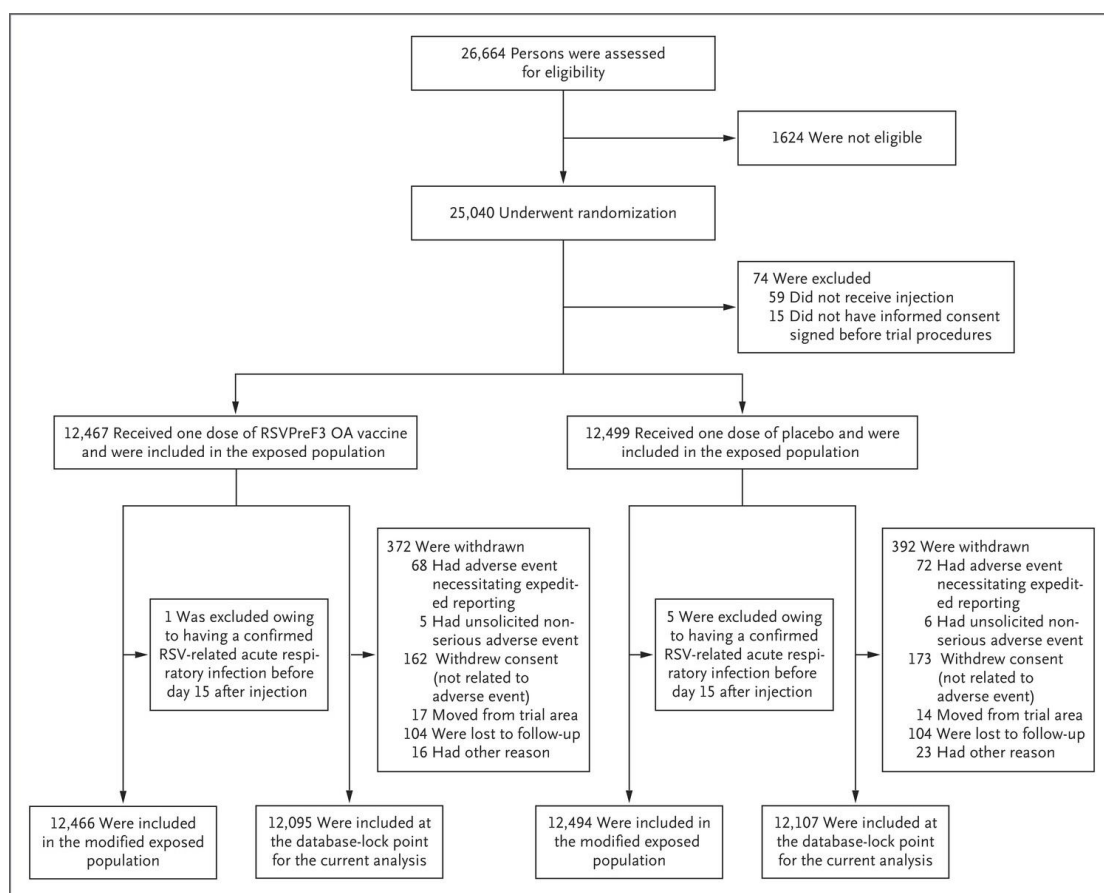 26,664 Persons were assessed
for eligibility
1624 Were not eligible
25,040 Underwent randomization
74 Were excluded
59 Did not receive injection
15 Did not have informed consent
signed before trial procedures
12,467 Received one dose of RSVPreF3 OA vaccine
and were included in the exposed population
12,499 Received one dose of placebo and were
included in the exposed population
1 Was excluded owing
to having a confirmed
RSV-related acute respi-
ratory infection before
day 15 after injection
372 Were withdrawn
68 Had adverse event
necessitating expedit-
ed reporting
5 Had unsolicited non-
serious adverse event
162 Withdrew consent
(not related to
adverse event)
17 Moved from trial area
104 Were lost to follow-up
16 Had other reason
5 Were excluded owing
to having a confirmed
RSV-related acute respi-
ratory infection before
day 15 after injection
392 Were withdrawn
72 Had adverse event
necessitating expedit-
ed reporting
6 Had unsolicited non-
serious adverse event
173 Withdrew consent
(not related to
adverse event)
14 Moved from trial area
104 Were lost to follow-up
23 Had other reason
12,466 Were included
in the modified exposed
population
12,095 Were included at
the database-lock point
for the current analysis
12,494 Were included in
the modified exposed
population
12,107 Were included at
the database-lock point
for the current analysis